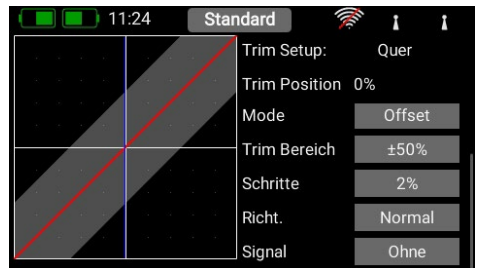 11:24 Standard
Trim Setup: Quer
Trim Position 0%
Mode Offset
Trim Bereich ±50%
Schritte 2%
Richt. Normal
Signal Ohne